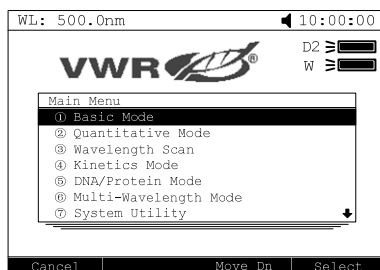 WL: 500.0nm 10:00:00
D2
W
VWR®
Main Menu
① Basic Mode
② Quantitative Mode
③ Wavelength Scan
④ Kinetics Mode
⑤ DNA/Protein Mode
⑥ Multi-Wavelength Mode
⑦ System Utility
Cancel Move Dn Select